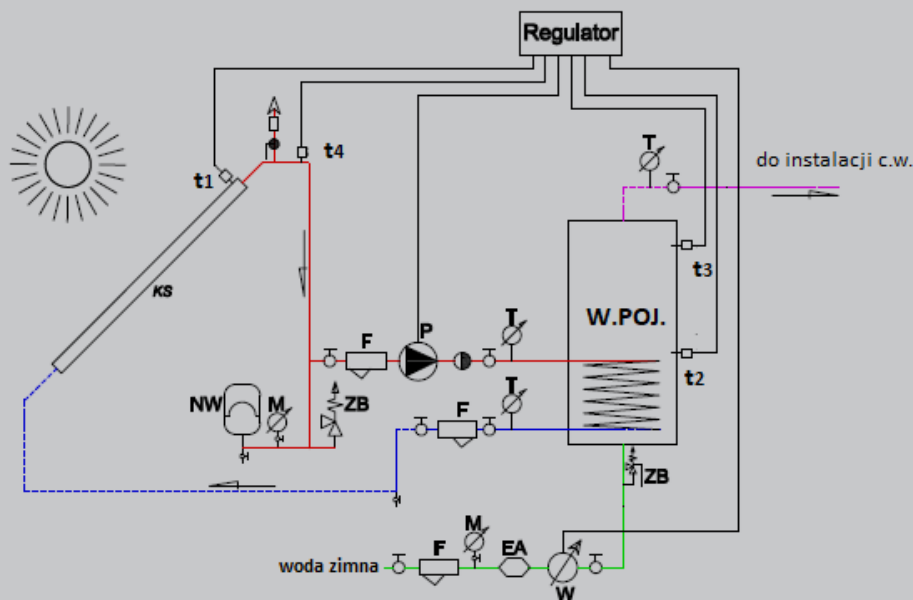 Regulator
t1
t4
T
do instalacji c.w.
t3
KS
W.POJ.
F
P
T
t2
NW
M
ZB
F
T
ZB
M
woda zimna
F
EA
W